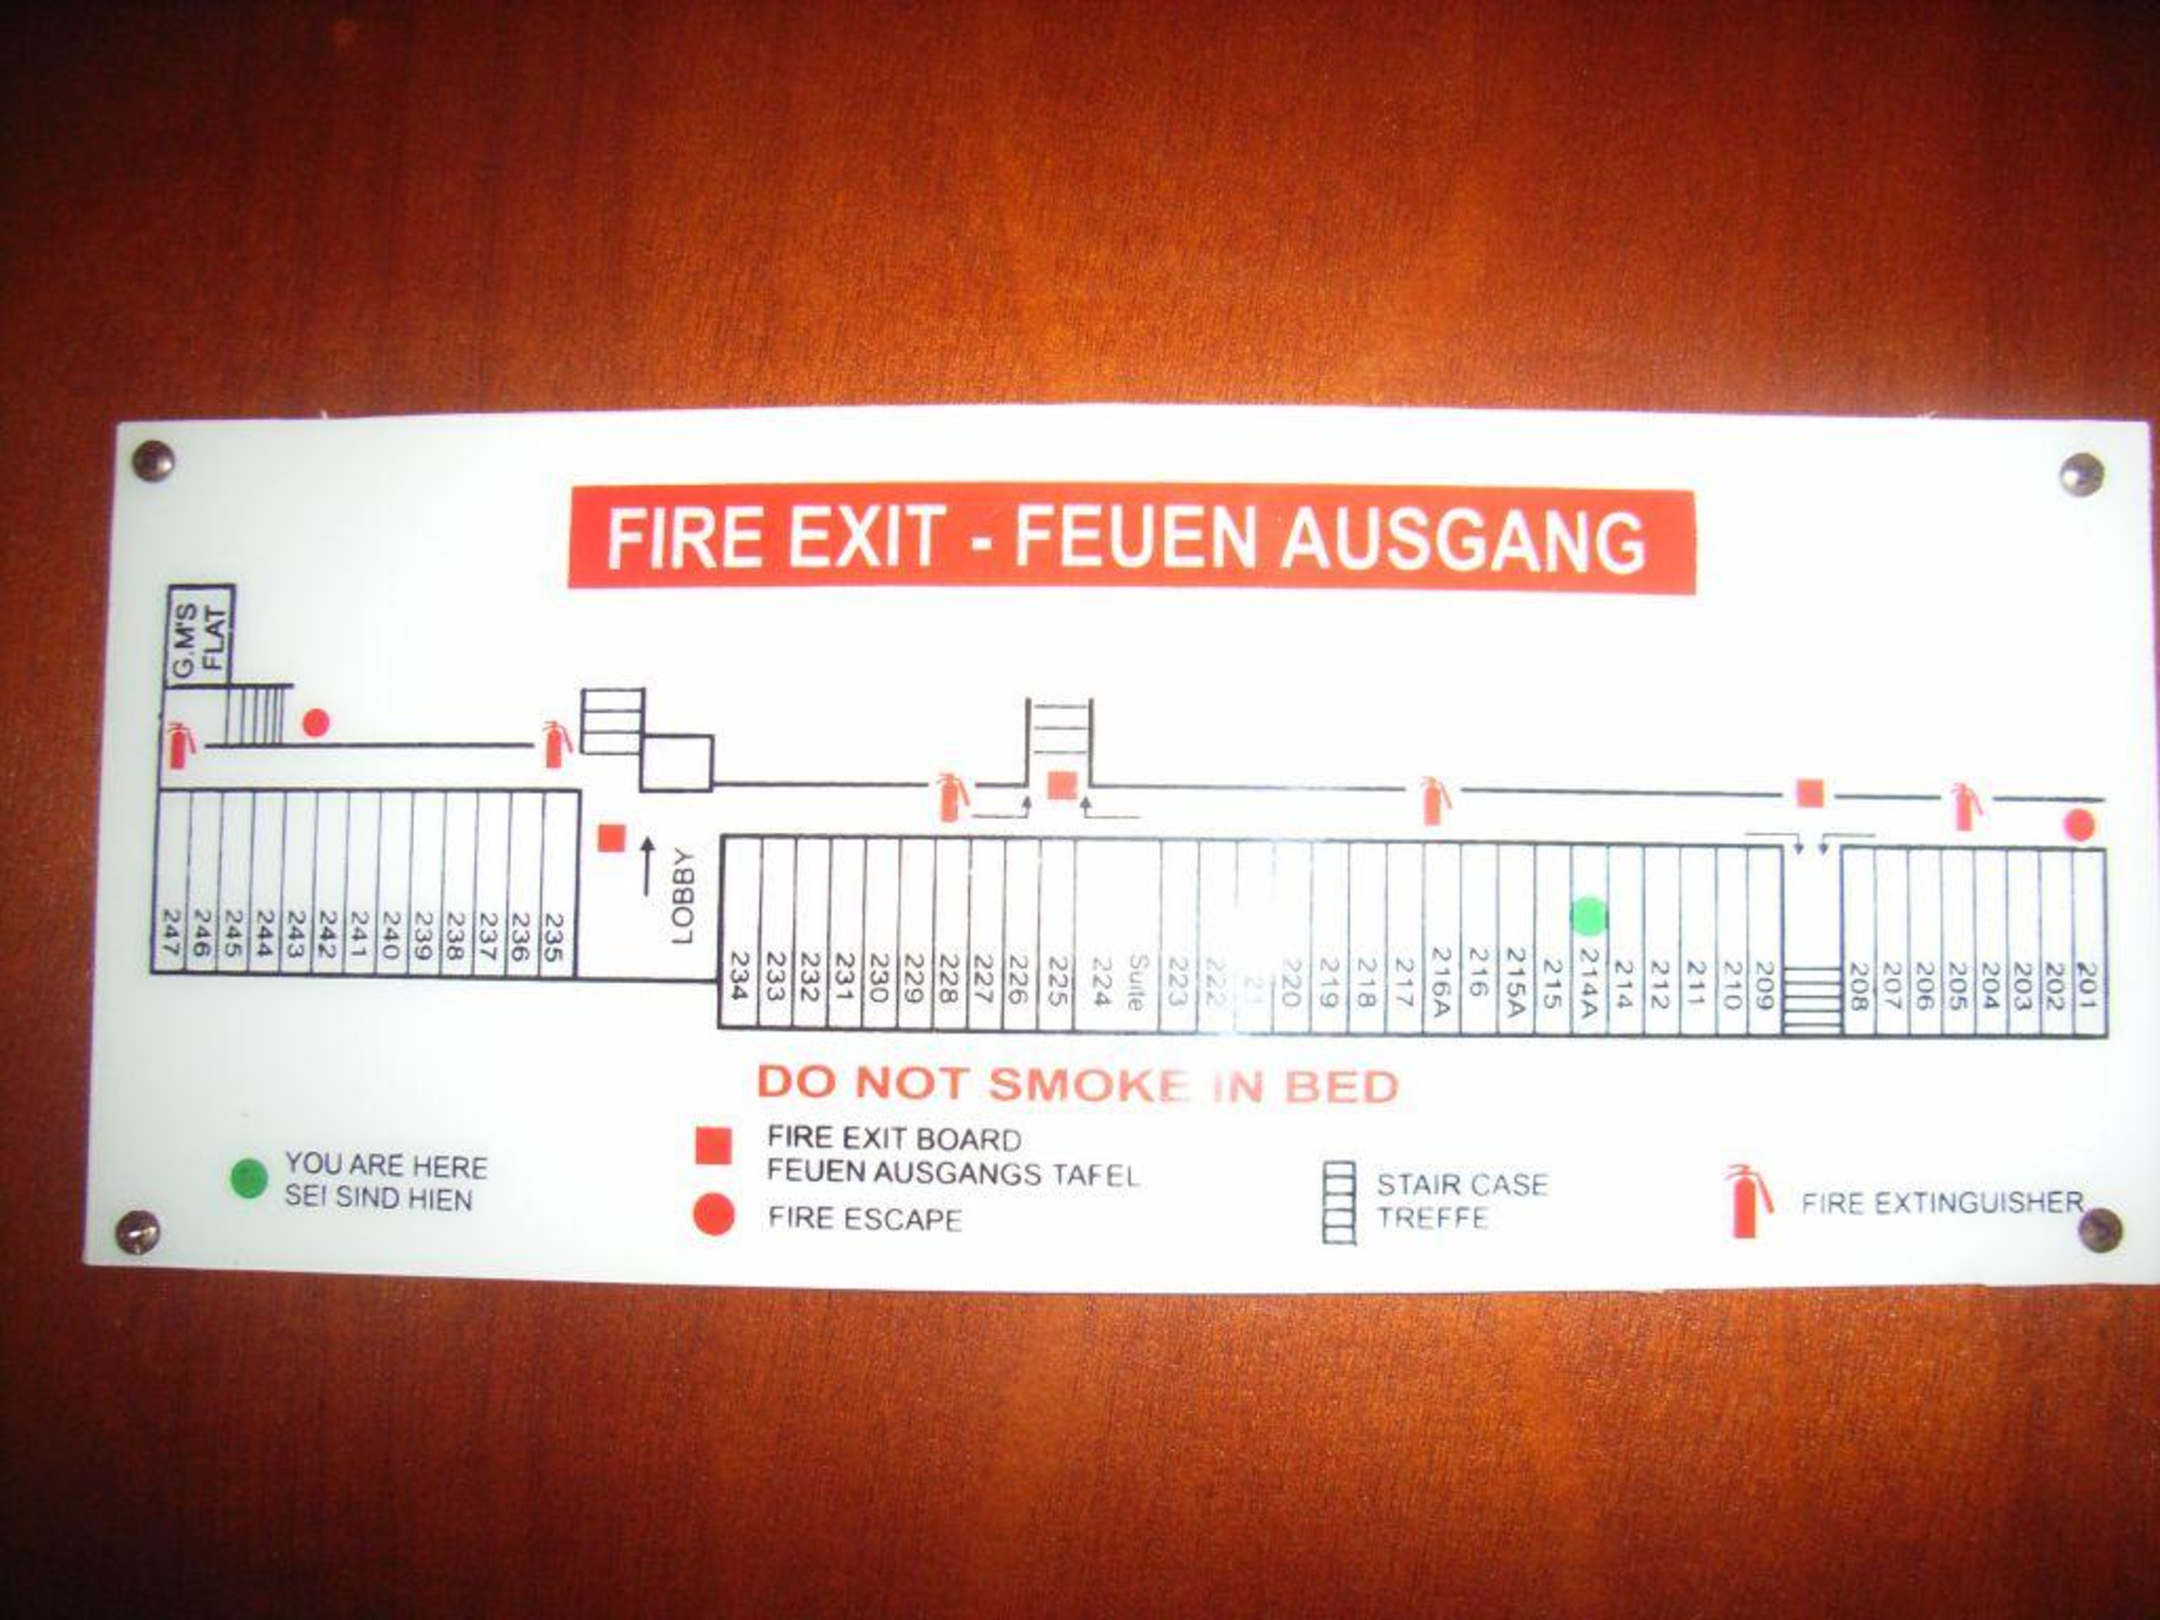 FIRE EXIT - FEUEN AUSGANG
G.M'S
FLAT
LOBBY
247
246
245
244
243
242
241
240
239
238
237
236
235
234
233
232
231
230
229
228
227
226
225
224
Suite
223
222
220
219
218
217
216A
216
215A
215
214A
214
212
211
210
209
208
207
206
205
204
203
202
201
DO NOT SMOKE IN BED
YOU ARE HERE
SEI SIND HIEN
FIRE EXIT BOARD
FEUEN AUSGANGS TAFEL
FIRE ESCAPE
STAIR CASE
TREFFE
FIRE EXTINGUISHER